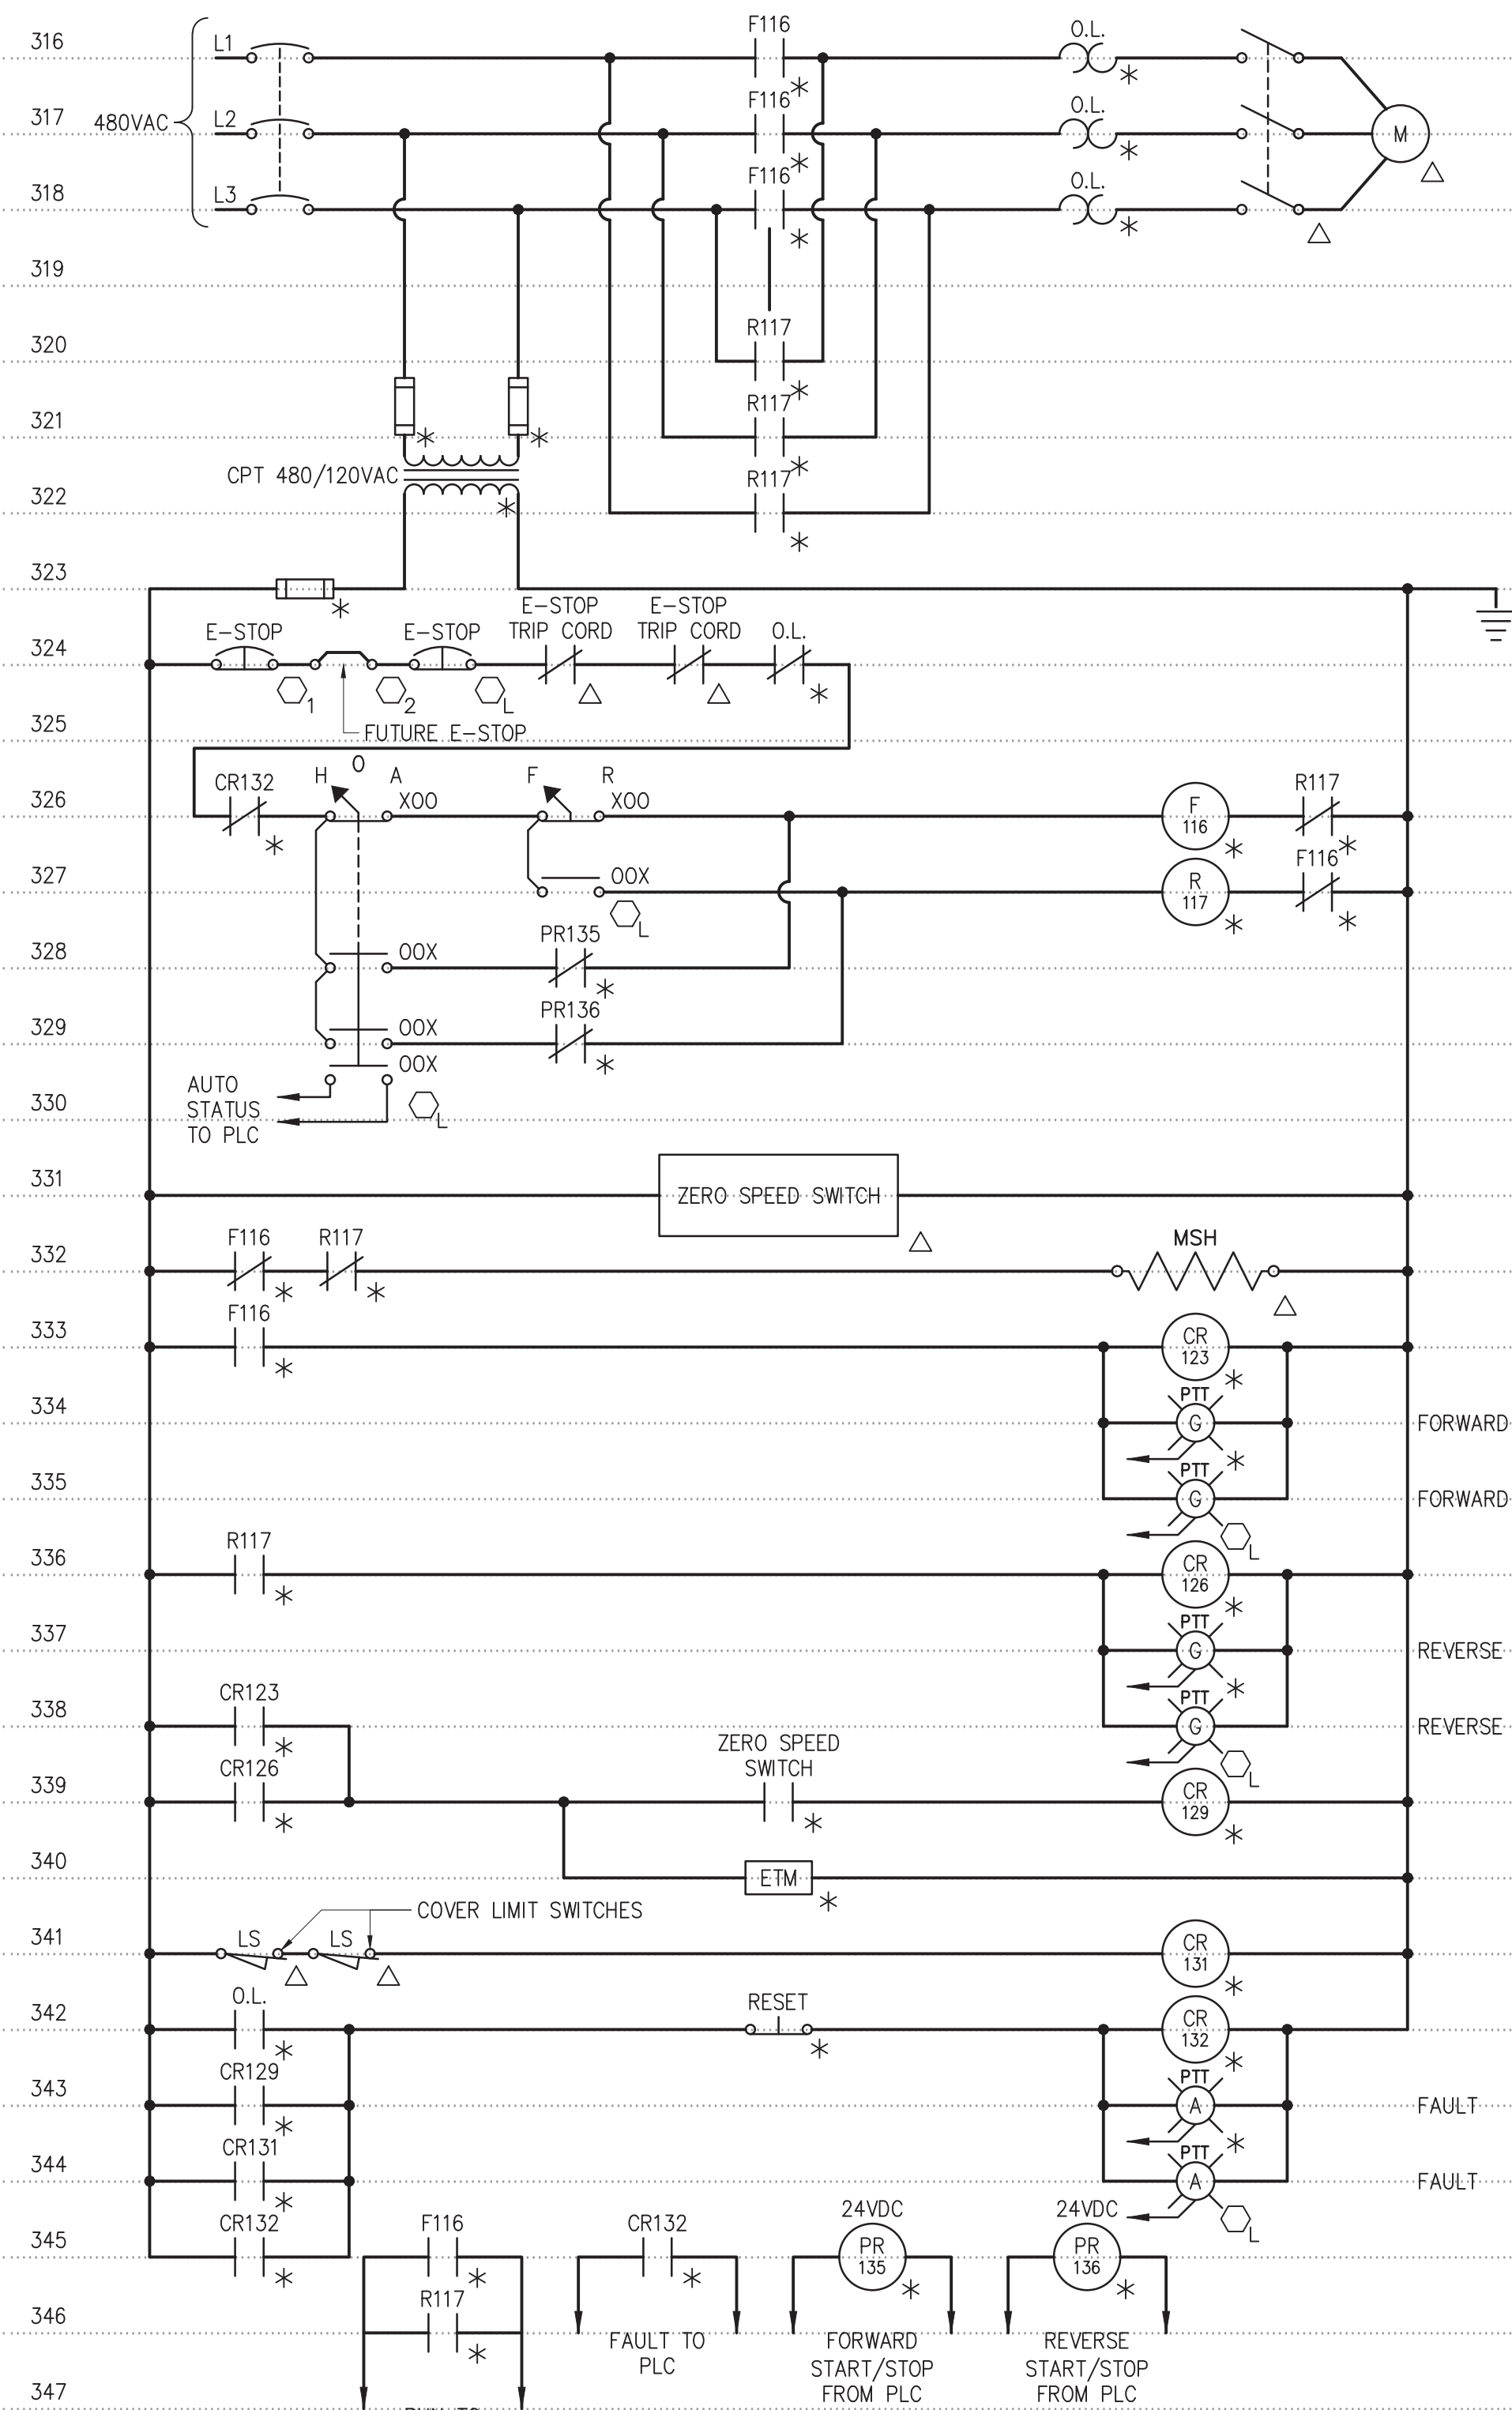 316
L1
F116
O.L.
480VAC
317
L2
F116
O.L.
M
318
L3
F116
O.L.
319
320
R117
321
R117
CPT 480/120VAC
322
R117
323
324
E-STOP
E-STOP
E-STOP
TRIP CORD
E-STOP
TRIP CORD
O.L.
1
2
L
325
FUTURE E-STOP
326
CR132
H
O
A
XOO
F
R
XOO
F
116
R117
327
OOX
L
R
117
F116
328
OOX
PR135
329
OOX
PR136
OOX
330
AUTO
STATUS
TO PLC
L
331
ZERO SPEED SWITCH
332
F116
R117
MSH
333
F116
CR
123
334
PTT
G
FORWARD
335
PTT
G
FORWARD
L
336
R117
CR
126
337
PTT
G
REVERSE
338
CR123
PTT
G
REVERSE
L
339
CR126
ZERO SPEED
SWITCH
CR
129
340
ETM
COVER LIMIT SWITCHES
341
LS
LS
CR
131
342
O.L.
RESET
CR
132
343
CR129
PTT
A
FAULT
344
CR131
PTT
A
FAULT
L
345
CR132
F116
CR132
24VDC
PR
135
24VDC
PR
136
346
R117
FAULT TO
PLC
FORWARD
START/STOP
FROM PLC
REVERSE
START/STOP
FROM PLC
347